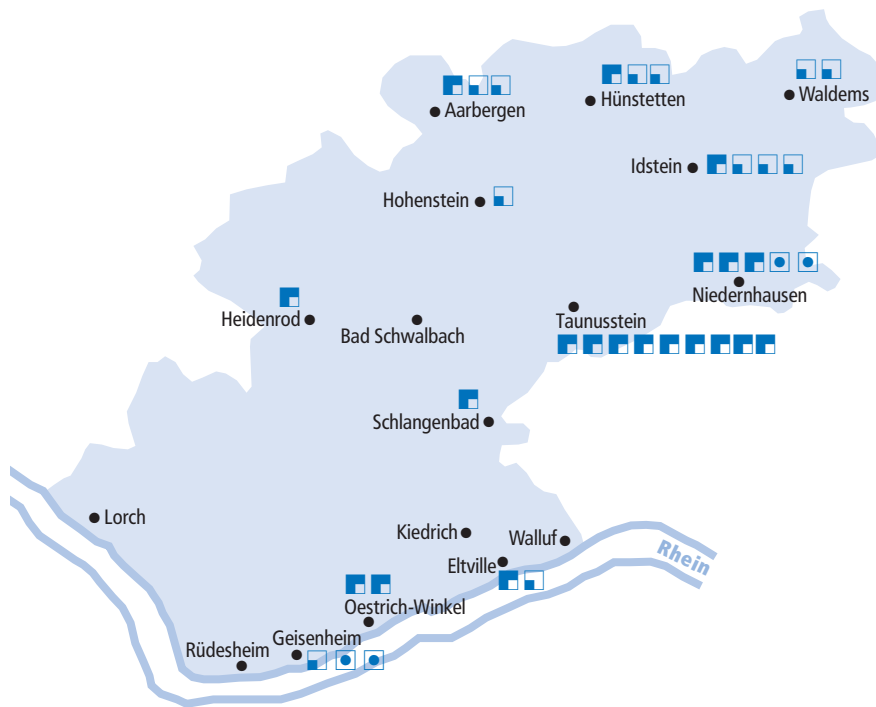 Aarbergen
Hünstetten
Waldems
Idstein
Hohenstein
Niedernhausen
Heidenrod
Bad Schwalbach
Taunusstein
Schlangenbad
Lorch
Kiedrich
Walluf
Eltville
Rhein
Oestrich-Winkel
Geisenheim
Rüdesheim